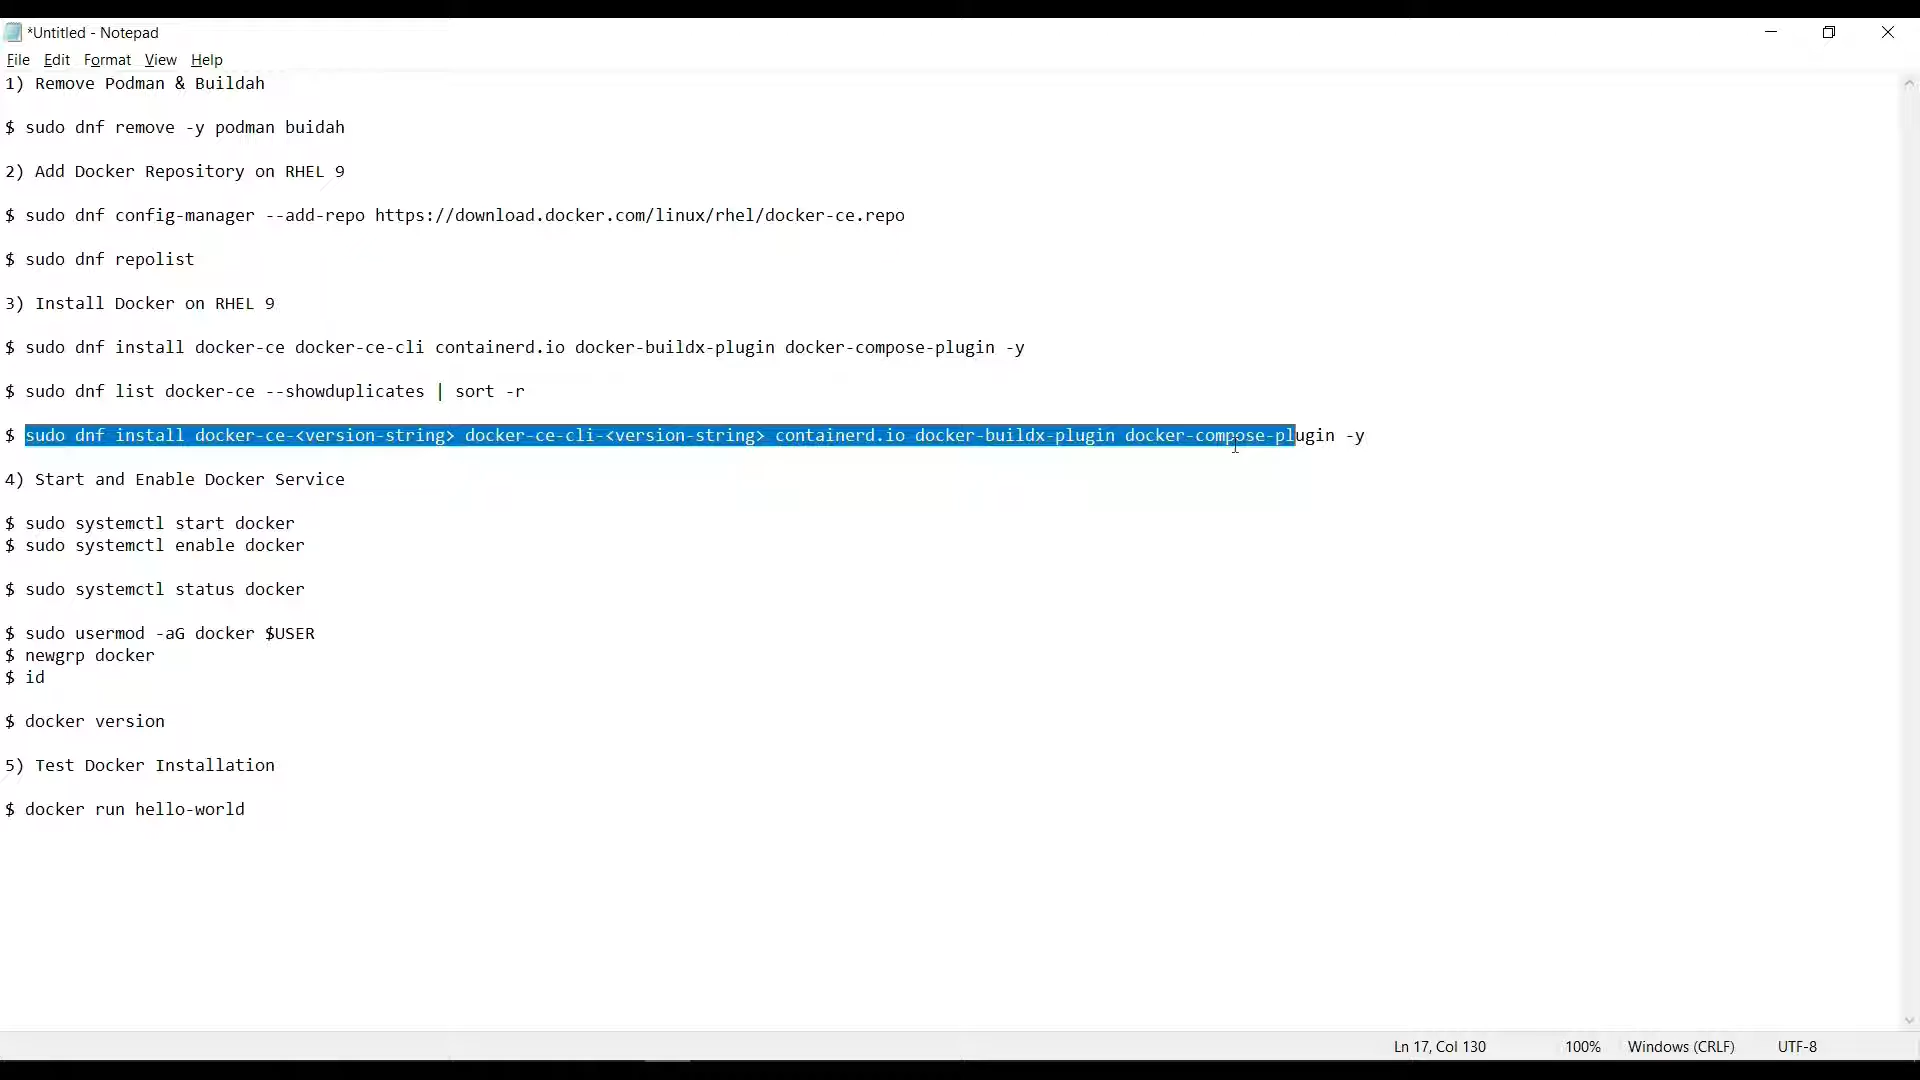 *Untitled - Notepad
File Edit Format View Help
1) Remove Podman & Buildah
$ sudo dnf remove -y podman buidah
2) Add Docker Repository on RHEL 9
$ sudo dnf config-manager --add-repo https://download.docker.com/linux/rhel/docker-ce.repo
$ sudo dnf repolist
3) Install Docker on RHEL 9
$ sudo dnf install docker-ce docker-ce-cli containerd.io docker-buildx-plugin docker-compose-plugin -y
$ sudo dnf list docker-ce --showduplicates | sort -r
$ sudo dnf install docker-ce-<version-string> docker-ce-cli-<version-string> containerd.io docker-buildx-plugin docker-compose-plugin -y
4) Start and Enable Docker Service
$ sudo systemctl start docker
$ sudo systemctl enable docker
$ sudo systemctl status docker
$ sudo usermod -aG docker $USER
$ newgrp docker
$ id
$ docker version
5) Test Docker Installation
$ docker run hello-world
Ln 17, Col 130 100% Windows (CRLF) UTF-8